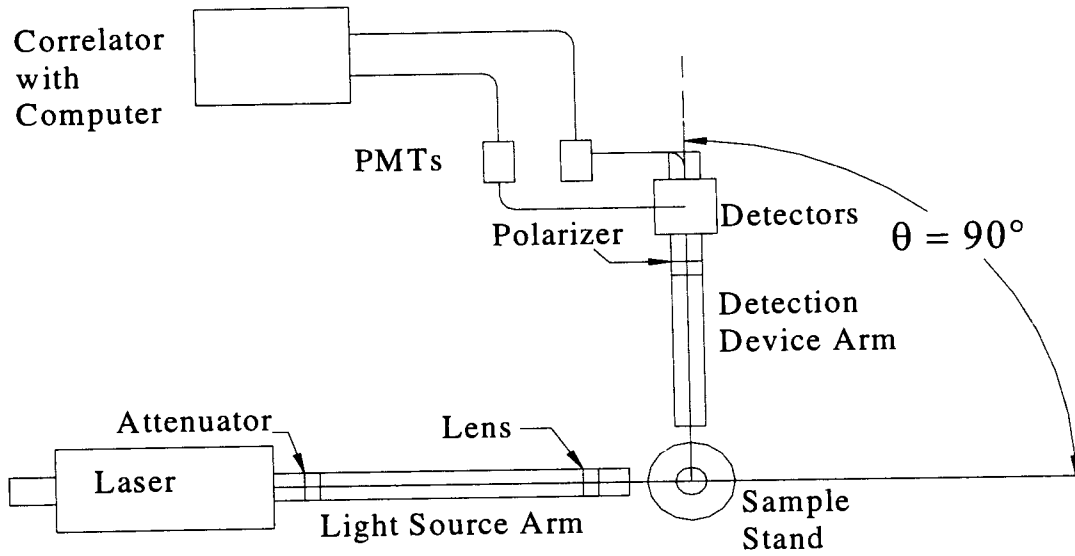 Correlator
with
Computer
PMTs
Detectors
Polarizer
θ = 90°
Detection
Device Arm
Attenuator
Lens
Laser
Light Source Arm
Sample
Stand